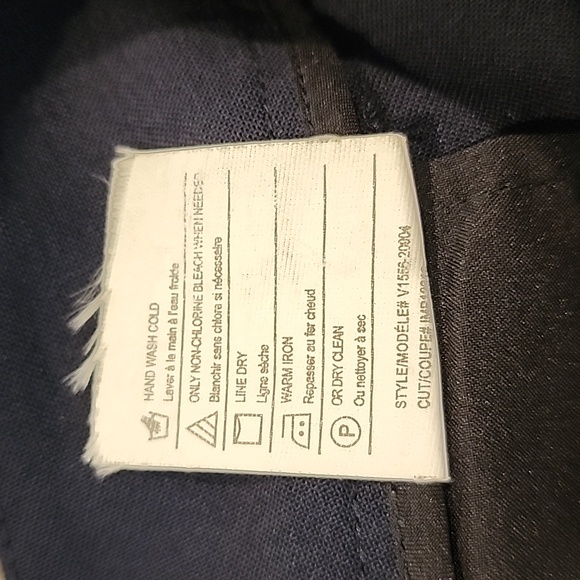 HAND WASH COLD
Laver à la main à l'eau froide
ONLY NON-CHLORINE BLEACH WHEN NEEDED
Blanchir sans chlore si nécessaire
LINE DRY
Ligne sèche
WARM IRON
Repasser au fer chaud
P
OR DRY CLEAN
Ou nettoyer à sec
STYLE/MODÈLE# V1556-20004
CUT/COUPE#